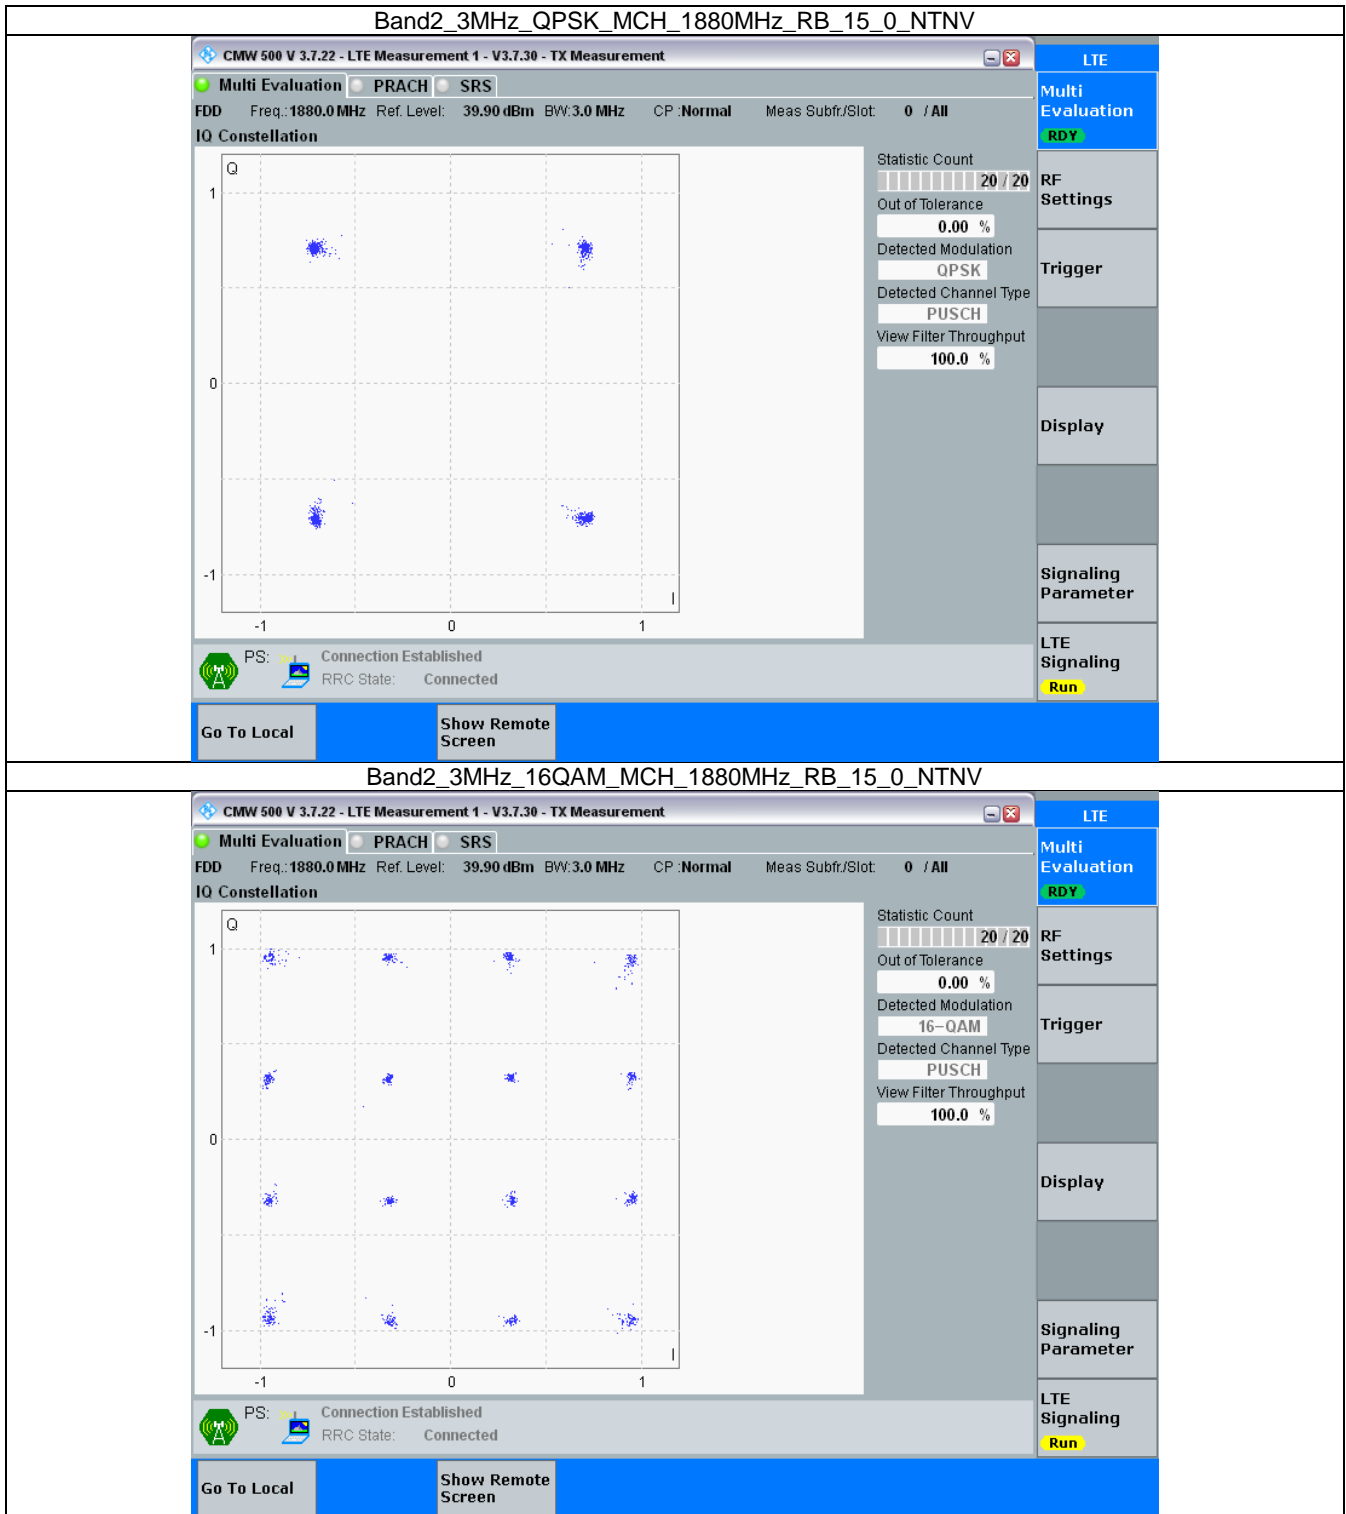 Band2_3MHz_QPSK_MCH_1880MHz_RB_15_0_NTNV
CMW 500 V 3.7.22 - LTE Measurement 1 - V3.7.30 - TX Measurement
LTE
Multi Evaluation PRACH SRS
Multi
Evaluation
RDY
FDD Freq.: 1880.0 MHz Ref. Level: 39.90 dBm BW: 3.0 MHz CP : Normal Meas Subfr./Slot: 0 / All
IQ Constellation
Q
1
0
-1
I
-1 0 1
Statistic Count
20 / 20
Out of Tolerance
0.00 %
Detected Modulation
QPSK
Detected Channel Type
PUSCH
View Filter Throughput
100.0 %
RF
Settings
Trigger
Display
Signaling
Parameter
LTE
Signaling
Run
PS: Connection Established
RRC State: Connected
Go To Local
Show Remote
Screen
Band2_3MHz_16QAM_MCH_1880MHz_RB_15_0_NTNV
CMW 500 V 3.7.22 - LTE Measurement 1 - V3.7.30 - TX Measurement
LTE
Multi Evaluation PRACH SRS
Multi
Evaluation
RDY
FDD Freq.: 1880.0 MHz Ref. Level: 39.90 dBm BW: 3.0 MHz CP : Normal Meas Subfr./Slot: 0 / All
IQ Constellation
Q
1
0
-1
I
-1 0 1
Statistic Count
20 / 20
Out of Tolerance
0.00 %
Detected Modulation
16-QAM
Detected Channel Type
PUSCH
View Filter Throughput
100.0 %
RF
Settings
Trigger
Display
Signaling
Parameter
LTE
Signaling
Run
PS: Connection Established
RRC State: Connected
Go To Local
Show Remote
Screen